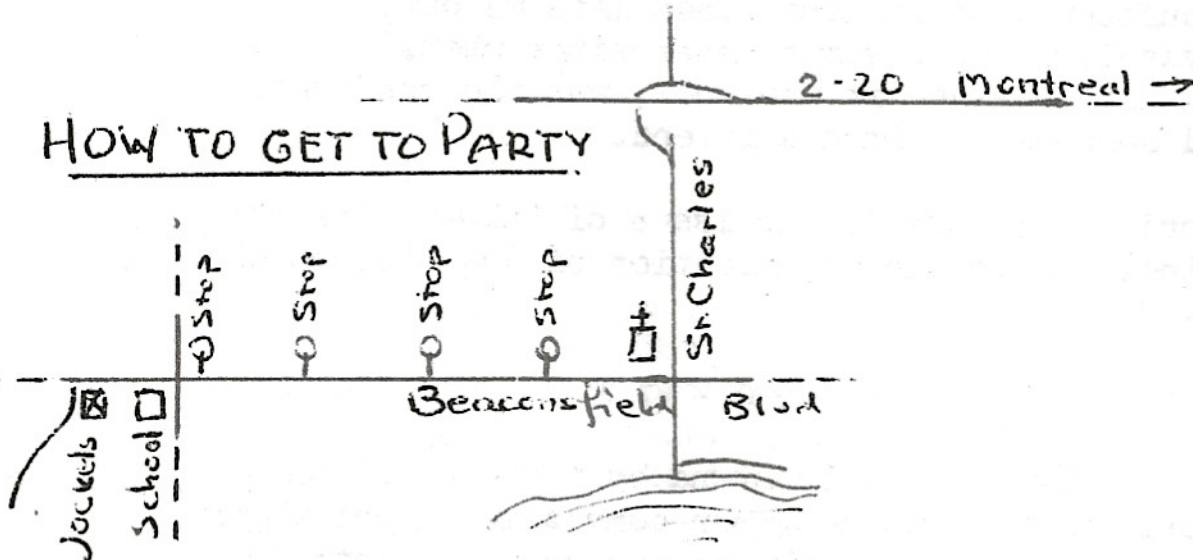 2-20 Montreal →
HOW TO GET TO PARTY
St. Charles
Stop
Stop
Stop
Stop
Beaconsfield Blvd
Jockels
School